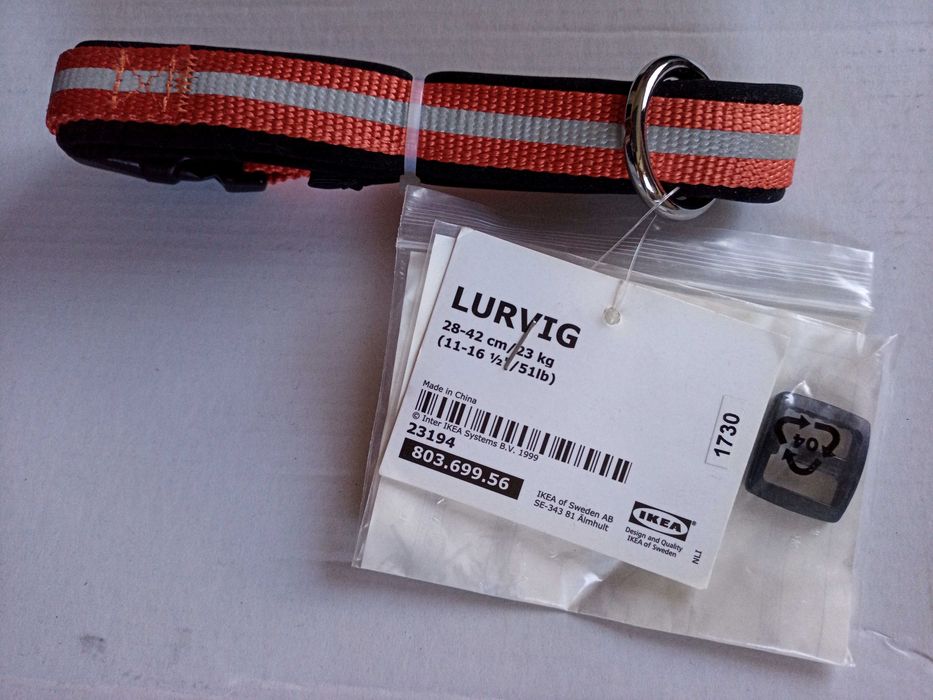 LURVIG
28-42 cm/23 kg
(11-16 ½"/51lb)
Made in China
© Inter IKEA Systems B.V. 1999
23194
803.699.56
IKEA of Sweden AB
SE-343 81 Älmhult
1730
IKEA®
Design and Quality
IKEA of Sweden
NLI
04